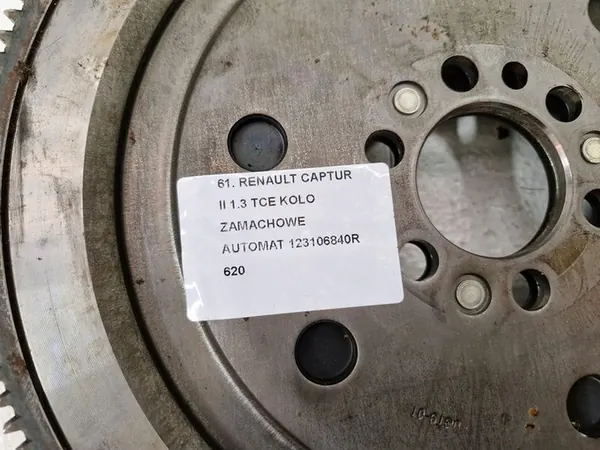 61. RENAULT CAPTUR
II 1.3 TCE KOLO
ZAMACHOWE
AUTOMAT 123106840R
620